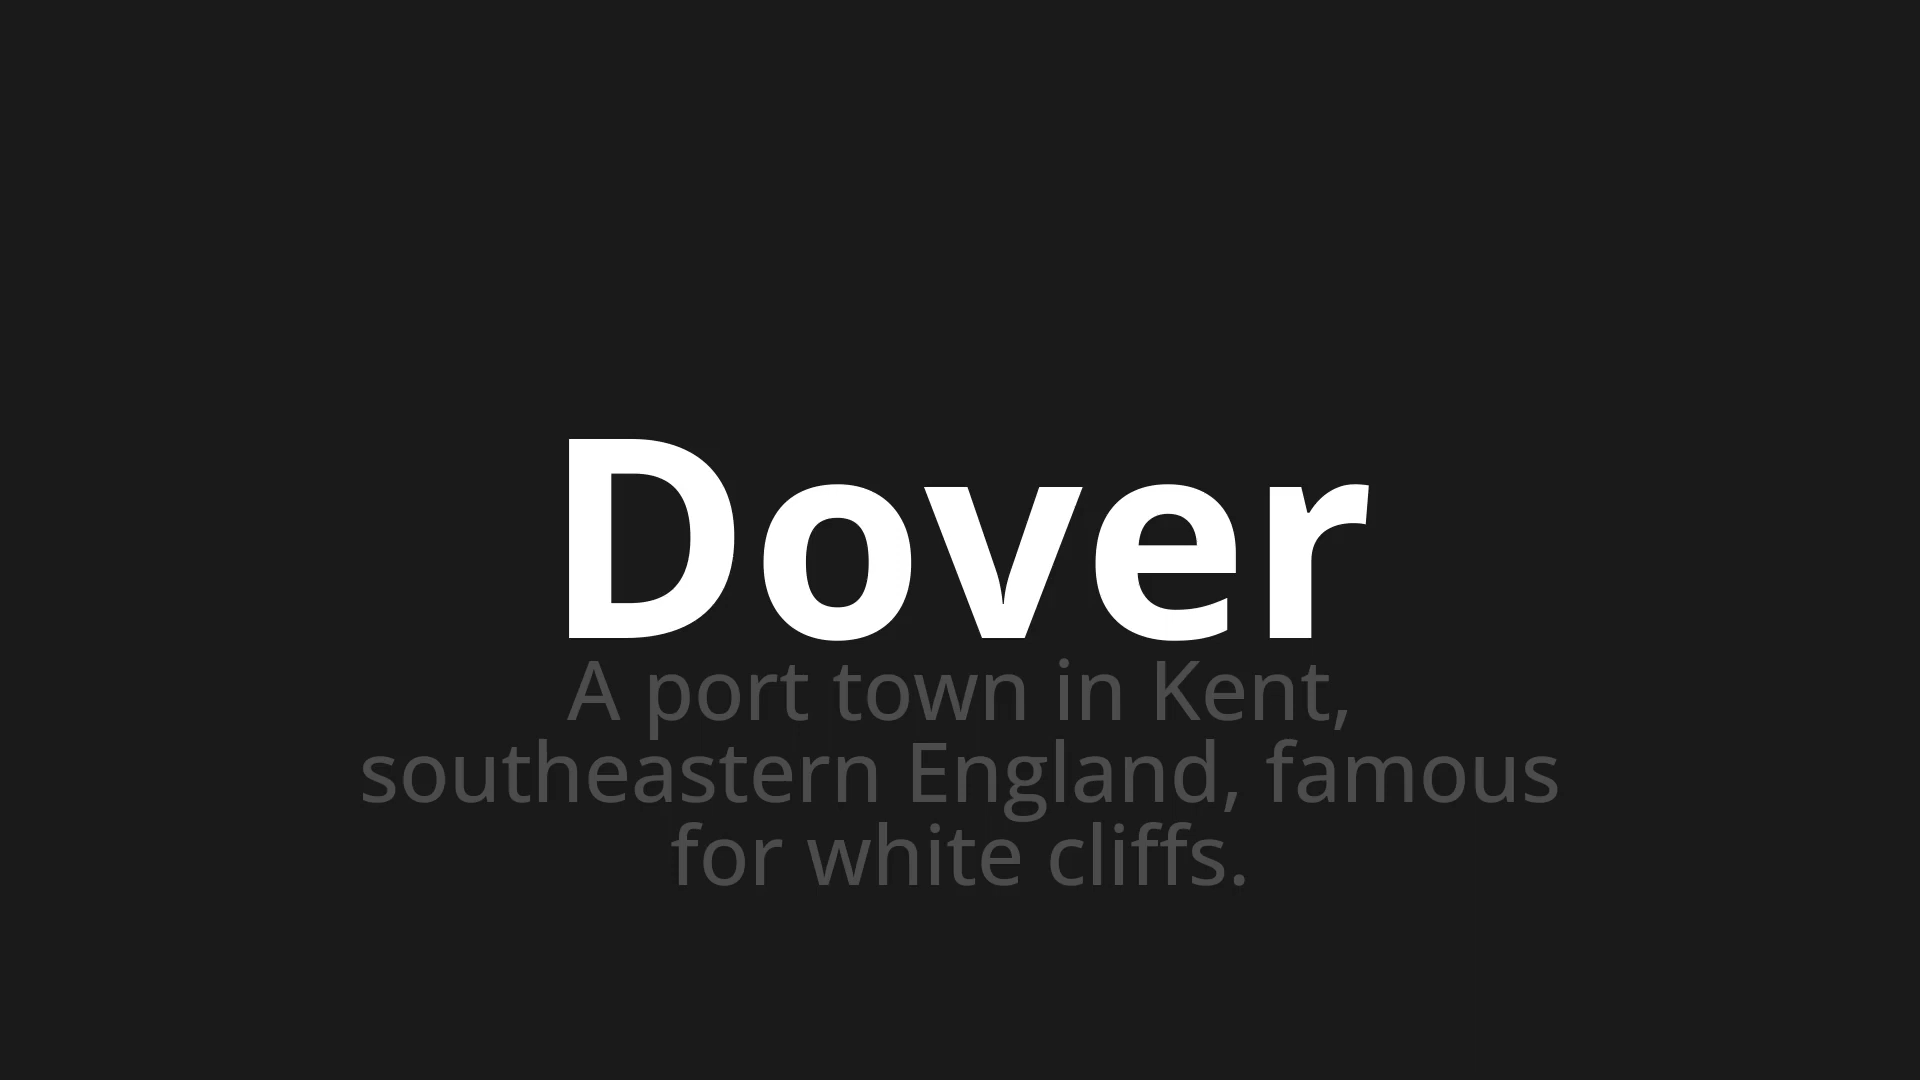 Dover
A port town in Kent,
southeastern England, famous
for white cliffs.